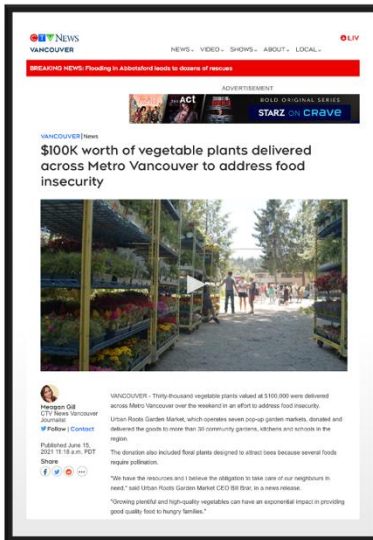 CTV NEWS
LIV
VANCOUVER
NEWS VIDEO SHOWS ABOUT LOCAL
BREAKING NEWS: Flooding in Abbotsford leads to dozens of rescues
ADVERTISEMENT
ACT
BOLD ORIGINAL SERIES
STARZ ON CRAVE
VANCOUVER | News
$100K worth of vegetable plants delivered
across Metro Vancouver to address food
insecurity
Meagan Gill
CTV News Vancouver
Journalist
Follow | Contact
Published June 15,
2021 11:18 a.m. PDT
Share
VANCOUVER - Thirty-thousand vegetable plants valued at $100,000 were delivered
across Metro Vancouver over the weekend in an effort to address food insecurity.
Urban Roots Garden Market, which operates seven pop-up garden markets, donated and
delivered the goods to more than 30 community gardens, kitchens and schools in the
region.
The donation also included floral plants designed to attract bees because several foods
require pollination.
"We have the resources and I believe the obligation to take care of our neighbours in
need," said Urban Roots Garden Market CEO Bill Brar, in a news release.
"Growing plentiful and high-quality vegetables can have an exponential impact in providing
good quality food to hungry families."